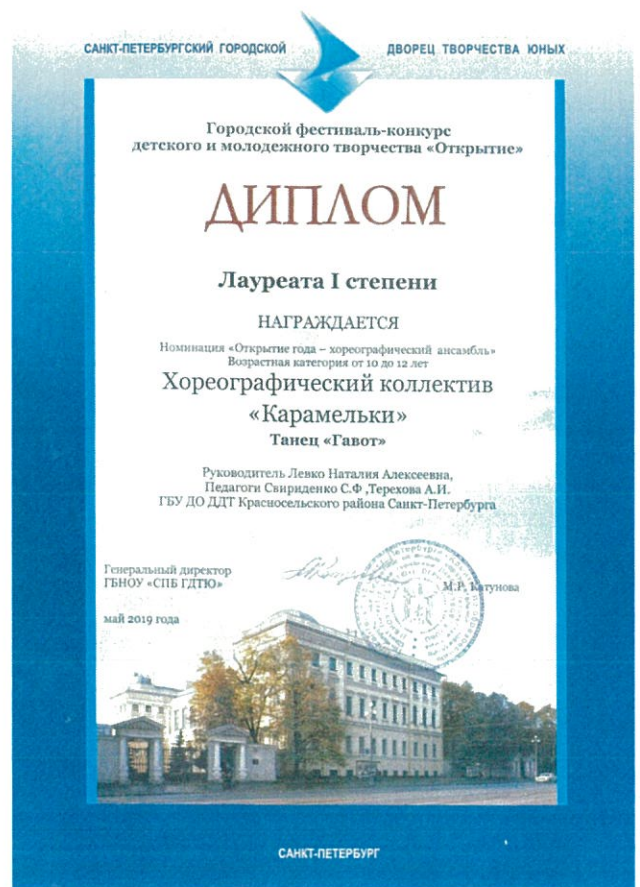 САНКТ-ПЕТЕРБУРГСКИЙ ГОРОДСКОЙ ДВОРЕЦ ТВОРЧЕСТВА ЮНЫХ
Городской фестиваль-конкурс
детского и молодежного творчества «Открытие»
ДИПЛОМ
Лауреата I степени
НАГРАЖДАЕТСЯ
Номинация «Открытие года – хореографический ансамбль»
Возрастная категория от 10 до 12 лет
Хореографический коллектив
«Карамельки»
Танец «Гавот»
Руководитель Левко Наталия Алексеевна,
Педагоги Свириденко С.Ф ,Терехова А.И.
ГБУ ДО ДДТ Красносельского района Санкт-Петербурга
Генеральный директор
ГБНОУ «СПБ ГДТЮ» М.Р. Катунова
май 2019 года
САНКТ-ПЕТЕРБУРГ